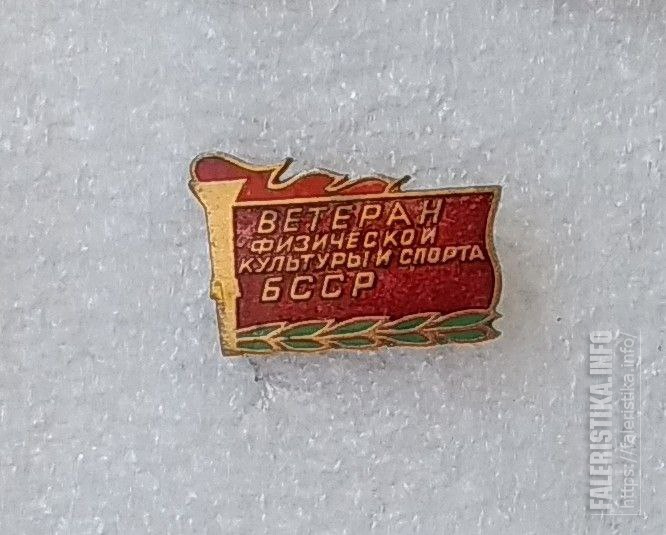 ВЕТЕРАН
ФИЗИЧЕСКОЙ
КУЛЬТУРЫ И СПОРТА
БССР
FALERISTIKA.INFO
https://faleristika.info/